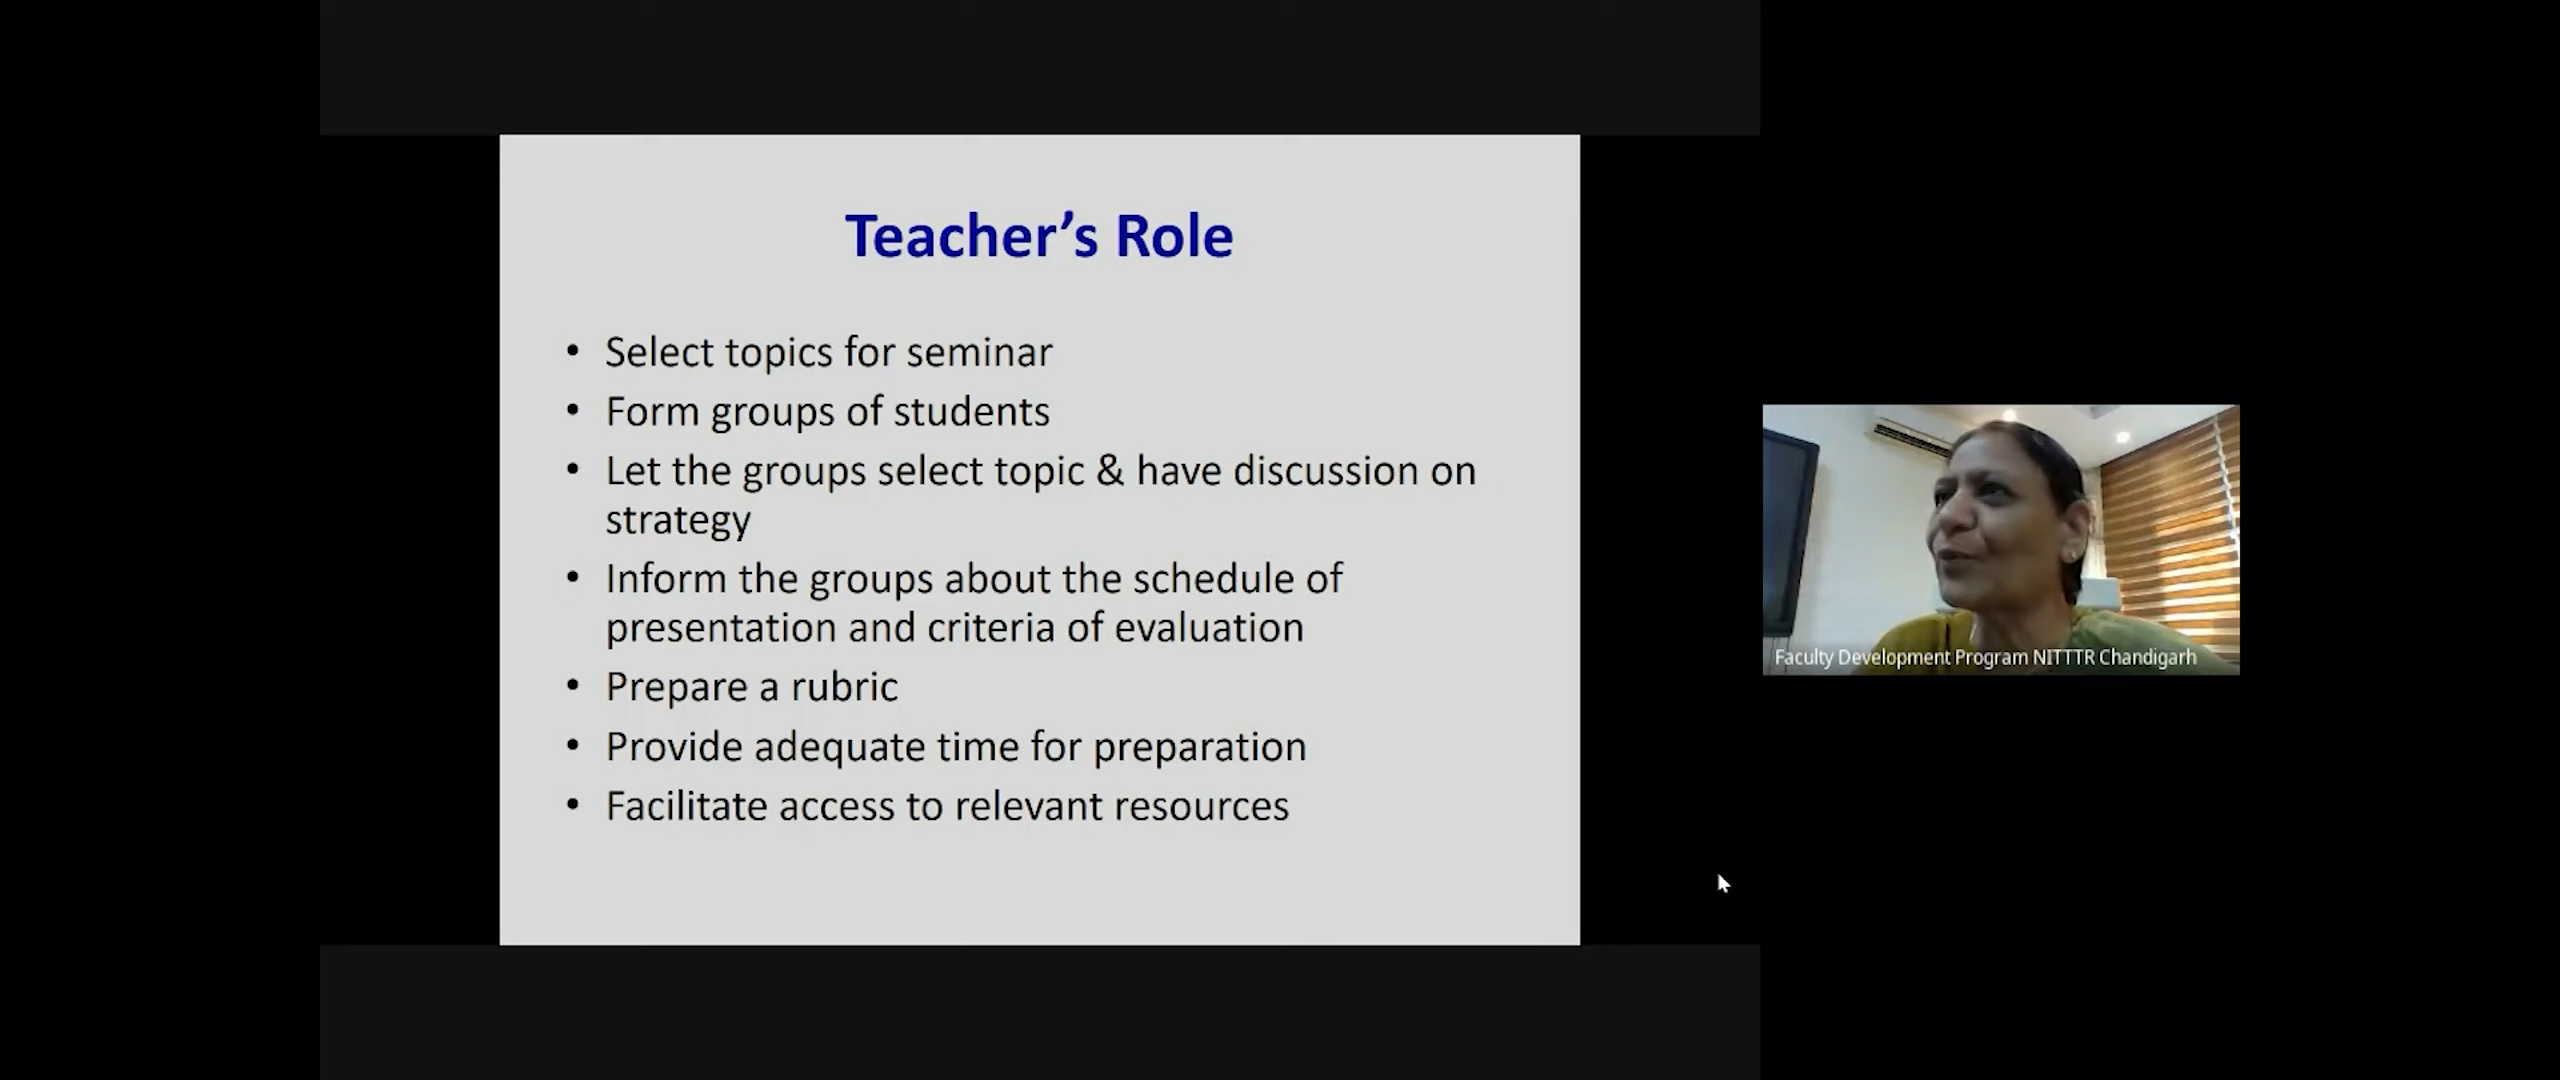 Teacher’s Role
• Select topics for seminar
• Form groups of students
• Let the groups select topic & have discussion on
strategy
• Inform the groups about the schedule of
presentation and criteria of evaluation
• Prepare a rubric
• Provide adequate time for preparation
• Facilitate access to relevant resources
Faculty Development Program NITTTR Chandigarh